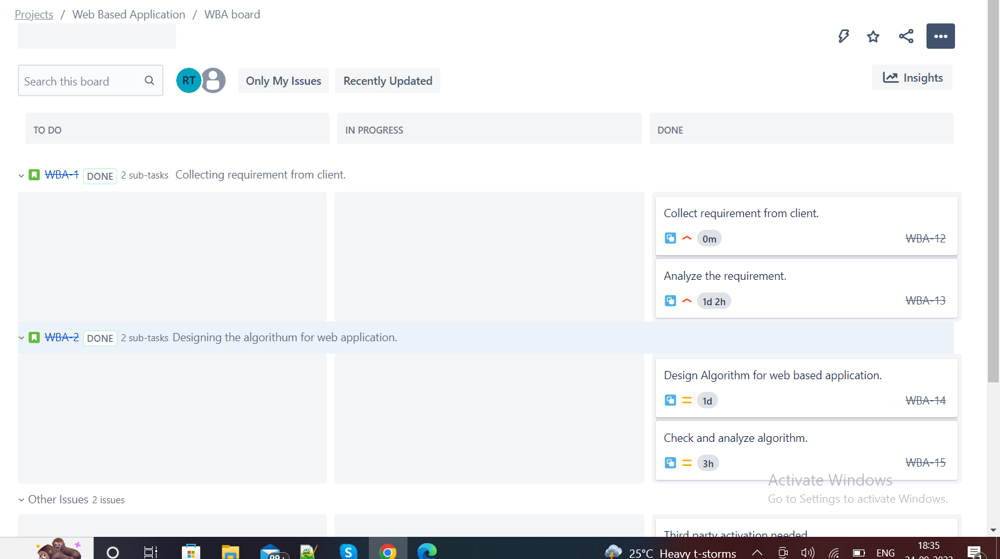 Projects / Web Based Application / WBA board
Search this board
RT
Only My Issues
Recently Updated
Insights
TO DO
IN PROGRESS
DONE
WBA-1 DONE 2 sub-tasks Collecting requirement from client.
Collect requirement from client.
0m
WBA-12
Analyze the requirement.
1d 2h
WBA-13
WBA-2 DONE 2 sub-tasks Designing the algorithum for web application.
Design Algorithm for web based application.
1d
WBA-14
Check and analyze algorithm.
3h
WBA-15
Activate Windows
Go to Settings to activate Windows.
Other Issues 2 issues
Third party activation needed
99+
S
25°C Heavy t-storms
ENG
18:35
1